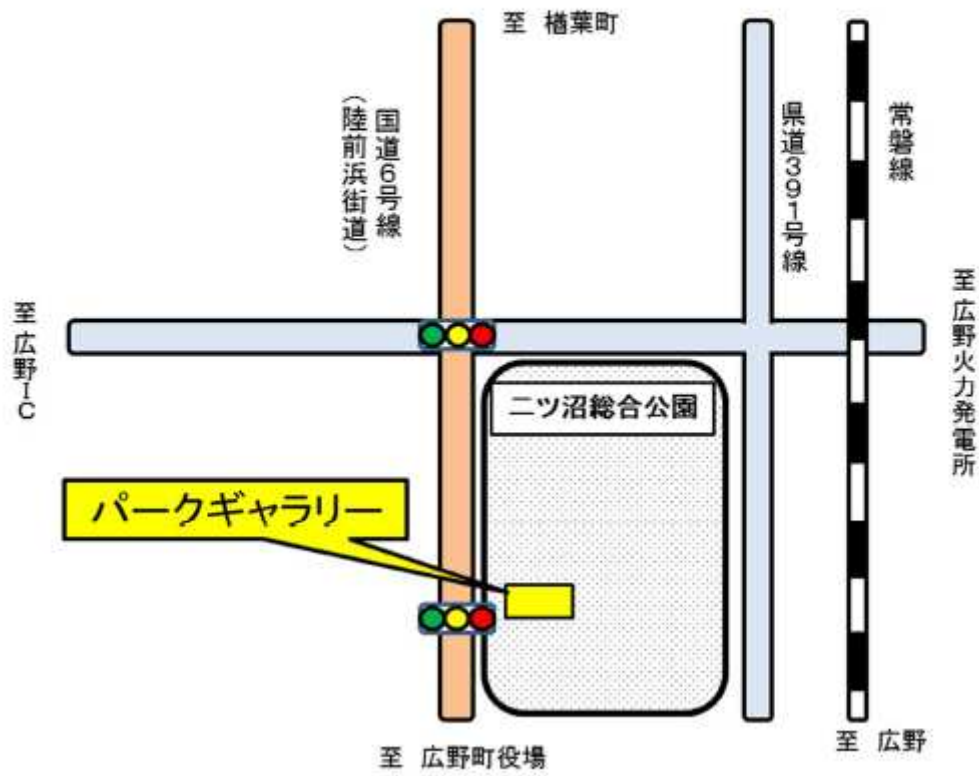 至 楢葉町
国道6号線
（陸前浜街道）
県道391号線
常磐線
至 広野IC
至 広野火力発電所
二ツ沼総合公園
パークギャラリー
至 広野町役場
至 広野